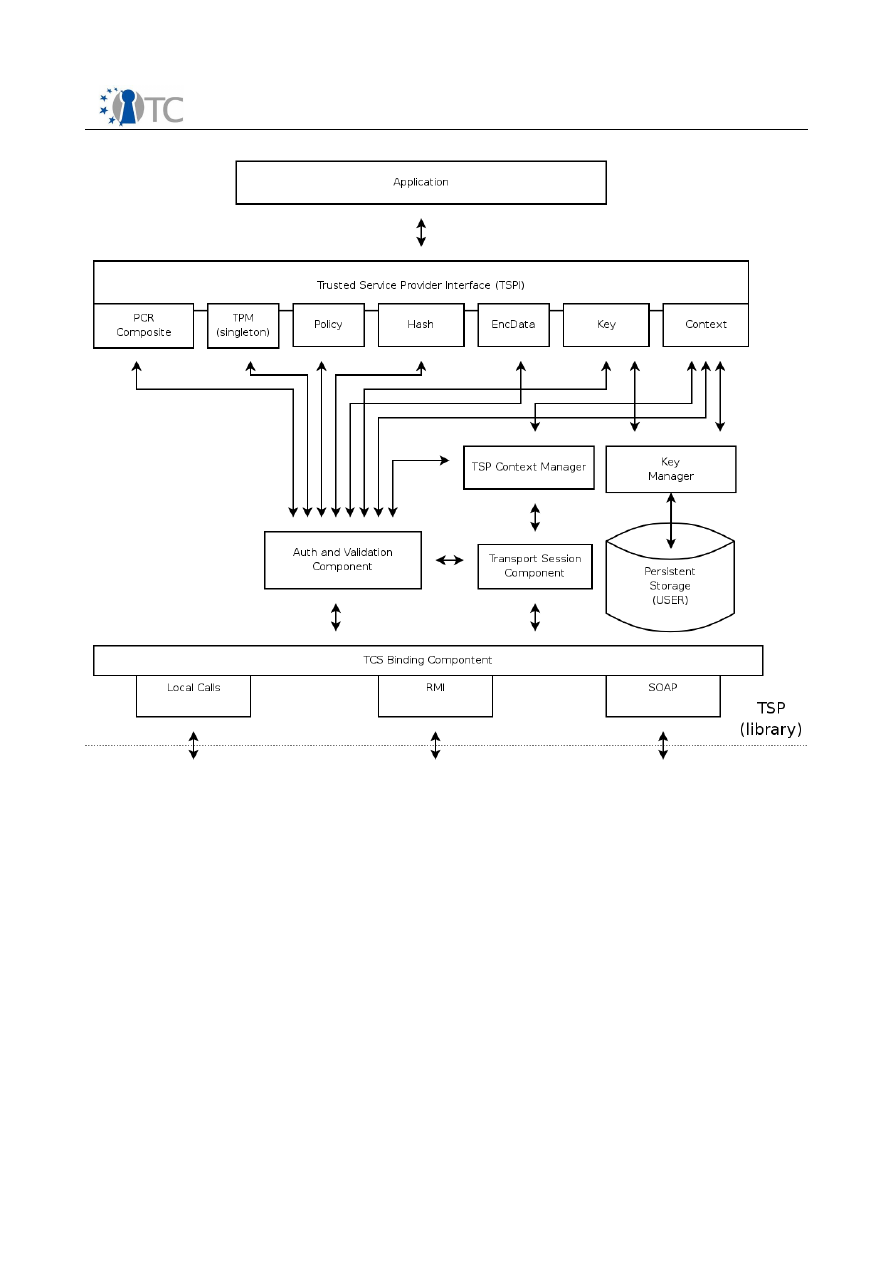 TC
Application
Trusted Service Provider Interface (TSPI)
PCR
Composite
TPM
(singleton)
Policy
Hash
EncData
Key
Context
TSP Context Manager
Key
Manager
Auth and Validation
Component
Transport Session
Component
Persistent
Storage
(USER)
TCS Binding Compontent
Local Calls
RMI
SOAP
TSP
(library)